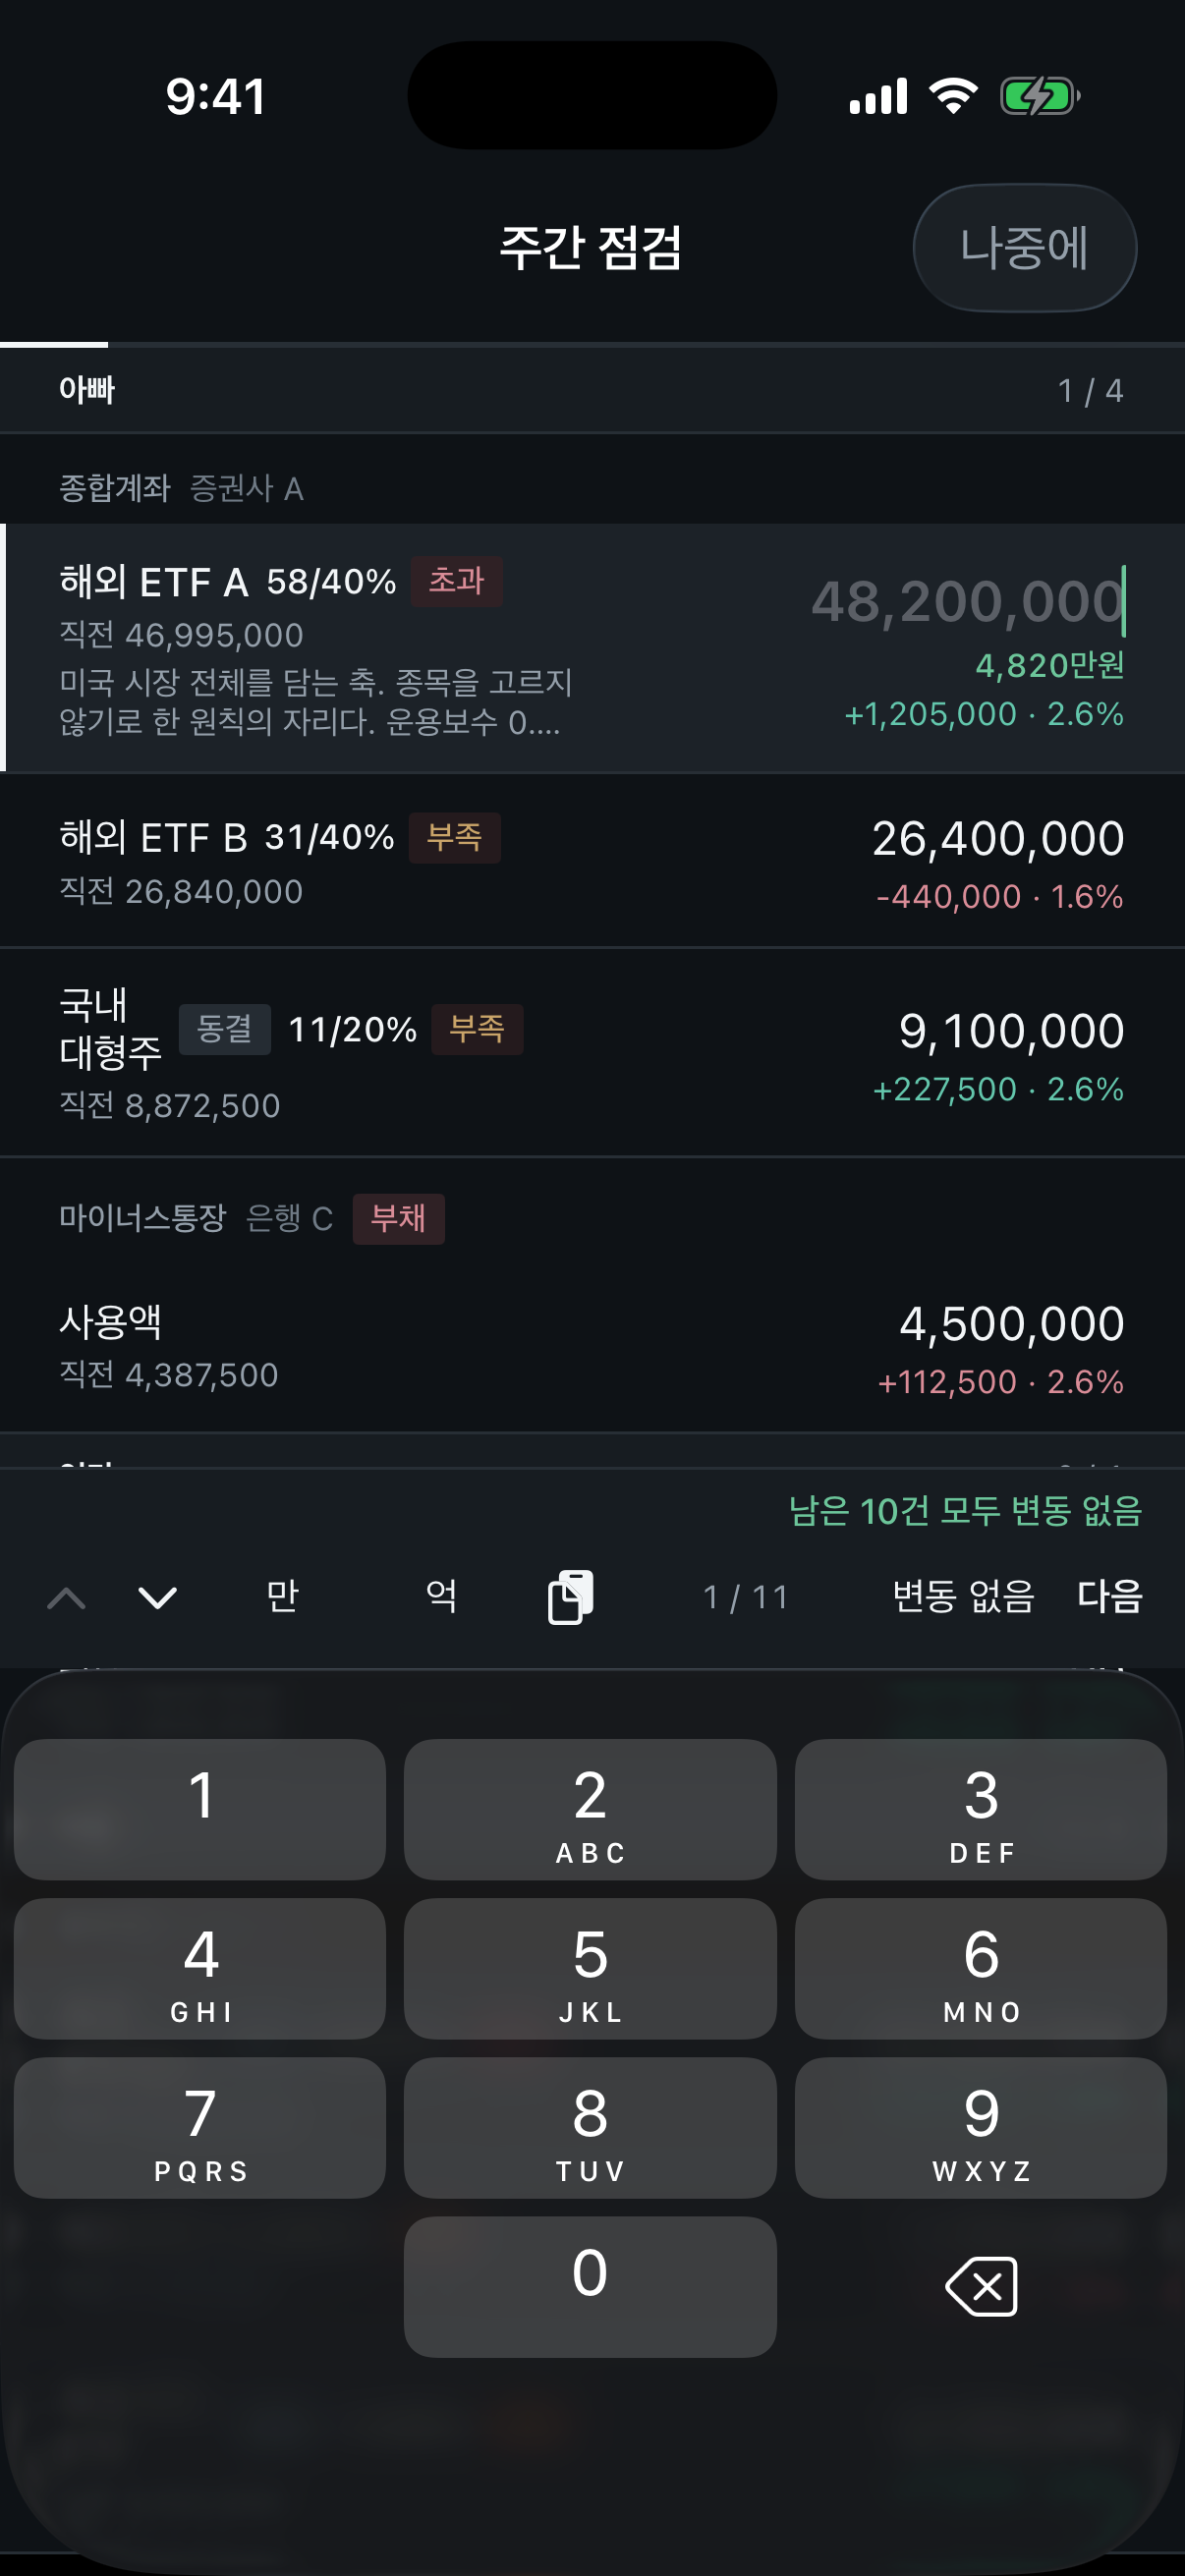 9:41
주간 점검
나중에
아빠
1 / 4
종합계좌 증권사 A
해외 ETF A 58/40% 초과
48,200,000
직전 46,995,000
4,820만원
미국 시장 전체를 담는 축. 종목을 고르지
않기로 한 원칙의 자리다. 운용보수 0....
+1,205,000 · 2.6%
해외 ETF B 31/40% 부족
26,400,000
직전 26,840,000
-440,000 · 1.6%
국내
대형주
동결 11/20% 부족
9,100,000
직전 8,872,500
+227,500 · 2.6%
마이너스통장 은행 C 부채
사용액
4,500,000
직전 4,387,500
+112,500 · 2.6%
남은 10건 모두 변동 없음
만
억
1 / 11
변동 없음
다음
1
2
ABC
3
DEF
4
GHI
5
JKL
6
MNO
7
PQRS
8
TUV
9
WXYZ
0